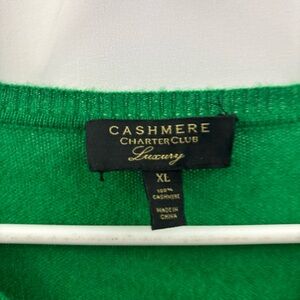 CASHMERE
CHARTER CLUB
Luxury
XL
100%
CASHMERE
MADE IN
CHINA